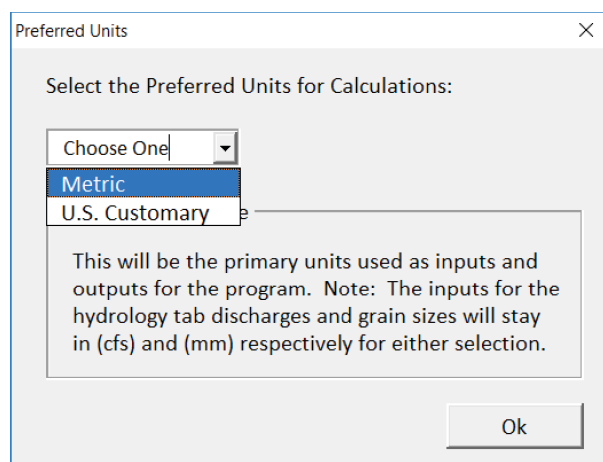 Preferred Units
Select the Preferred Units for Calculations:
Choose One
Metric
U.S. Customary
This will be the primary units used as inputs and
outputs for the program. Note: The inputs for the
hydrology tab discharges and grain sizes will stay
in (cfs) and (mm) respectively for either selection.
Ok